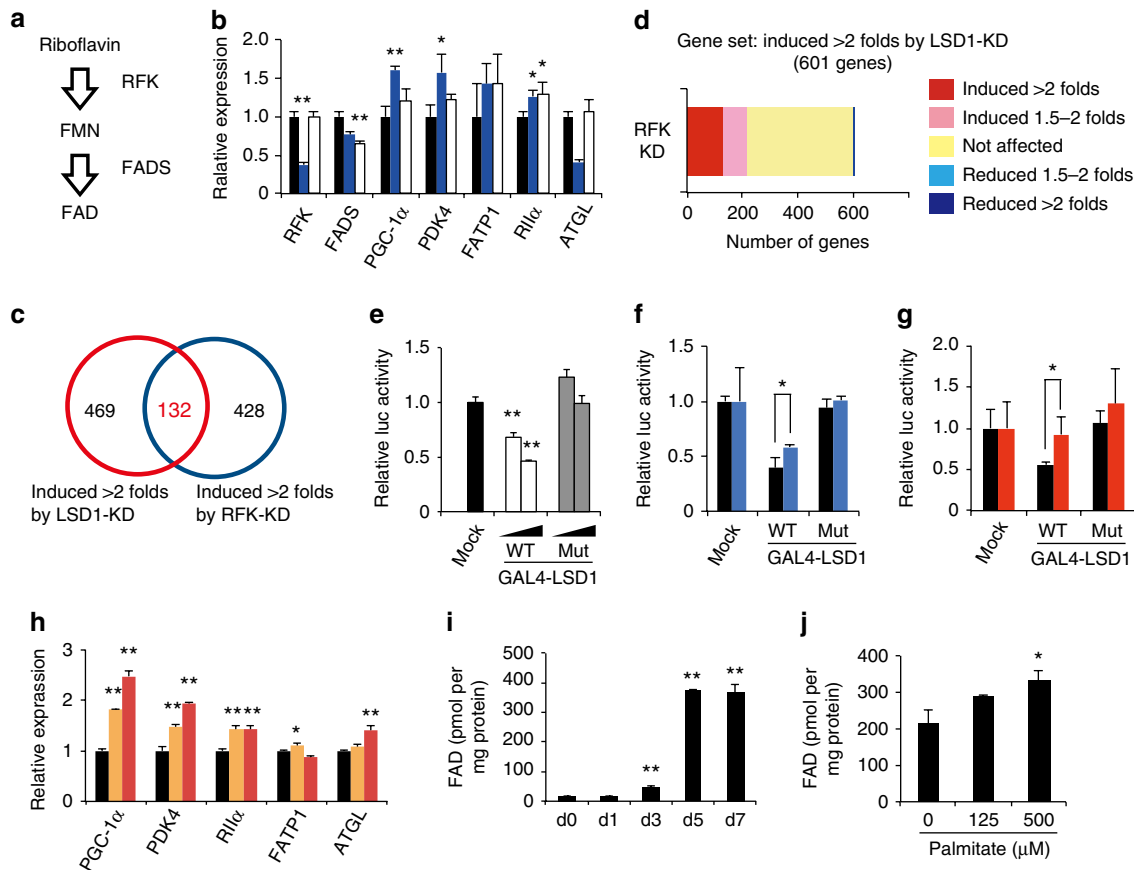 a
Riboflavin
RFK
FMN
FADS
FAD
b
Ralative expression
2.0
1.5
1.0
0.5
0
**
**
**
*
*
*
RFK
FADS
PGC-1α
PDK4
FATP1
RIIα
ATGL
d
Gene set: induced >2 folds by LSD1-KD
(601 genes)
RFK
KD
0
200
400
600
Number of genes
Induced >2 folds
Induced 1.5–2 folds
Not affected
Reduced 1.5–2 folds
Reduced >2 folds
c
469
132
428
Induced >2 folds
by LSD1-KD
Induced >2 folds
by RFK-KD
e
Relative luc activity
1.5
1.0
0.5
0
**
**
Mock
WT
Mut
GAL4-LSD1
f
Relative luc activity
1.5
1.0
0.5
0
*
Mock
WT
Mut
GAL4-LSD1
g
Relative luc activity
2.0
1.5
1.0
0.5
0
*
Mock
WT
Mut
GAL4-LSD1
h
Relative exprassion
3
2
1
0
**
**
**
**
****
*
**
PGC-1α
PDK4
RIIα
FATP1
ATGL
i
FAD (pmol per
mg protein)
500
400
300
200
100
0
**
**
**
d0
d1
d3
d5
d7
j
FAD (pmol per
mg protein)
400
300
200
100
0
*
0
125
500
Palmitate (μM)